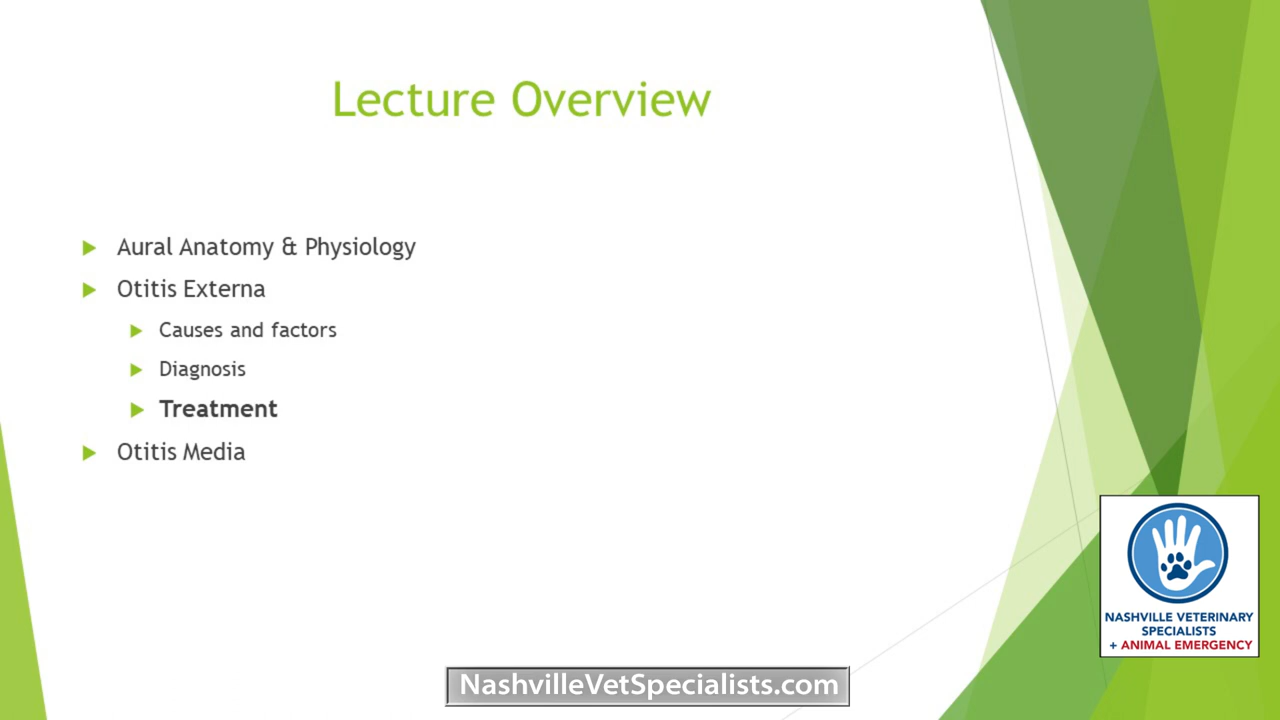 Lecture Overview
Aural Anatomy & Physiology
Otitis Externa
Causes and factors
Diagnosis
Treatment
Otitis Media
NASHVILLE VETERINARY
SPECIALISTS
+ ANIMAL EMERGENCY
NashvilleVetSpecialists.com